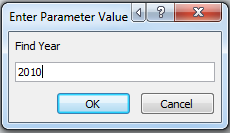 Enter Parameter Value
?
Find Year
2010
OK
Cancel